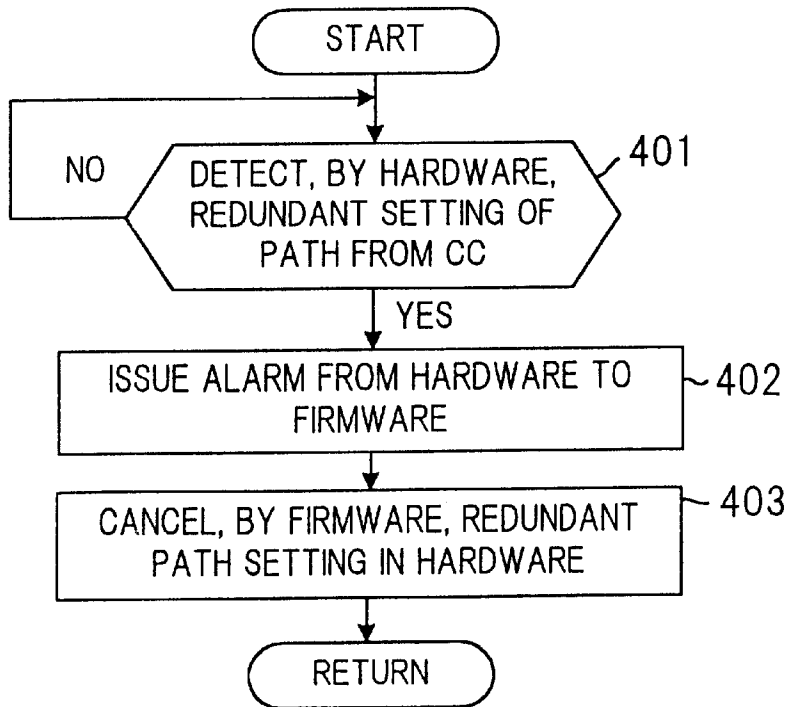 START
NO
DETECT, BY HARDWARE,
REDUNDANT SETTING OF
PATH FROM CC
401
YES
ISSUE ALARM FROM HARDWARE TO
FIRMWARE
402
CANCEL, BY FIRMWARE, REDUNDANT
PATH SETTING IN HARDWARE
403
RETURN